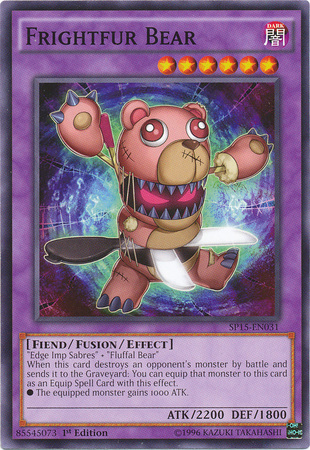 FRIGHTFUR BEAR
DARK
闇
SP15-EN031
[FIEND/FUSION/EFFECT]
"Edge Imp Sabres" + "Fluffal Bear"
When this card destroys an opponent's monster by battle and
sends it to the Graveyard: You can equip that monster to this card
as an Equip Spell Card with this effect.
● The equipped monster gains 1000 ATK.
ATK/2200 DEF/1800
85545073 1st Edition ©1996 KAZUKI TAKAHASHI